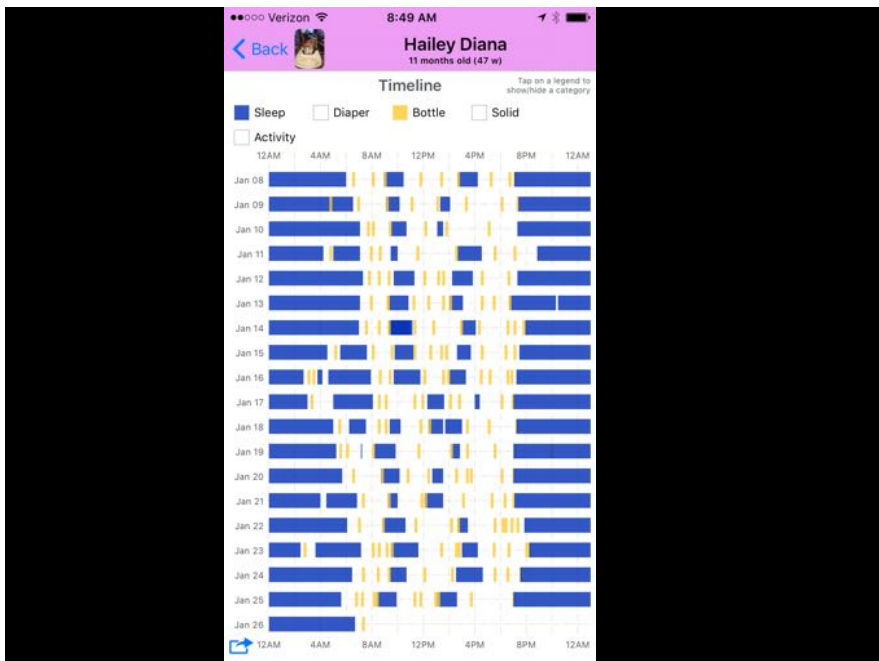 Verizon 8:49 AM
Back Hailey Diana
11 months old (47 w)
Timeline
Tap on a legend to
show/hide a category
Sleep Diaper Bottle Solid
Activity
12AM 4AM 8AM 12PM 4PM 8PM 12AM
Jan 08
Jan 09
Jan 10
Jan 11
Jan 12
Jan 13
Jan 14
Jan 15
Jan 16
Jan 17
Jan 18
Jan 19
Jan 20
Jan 21
Jan 22
Jan 23
Jan 24
Jan 25
Jan 26
12AM 4AM 8AM 12PM 4PM 8PM 12AM